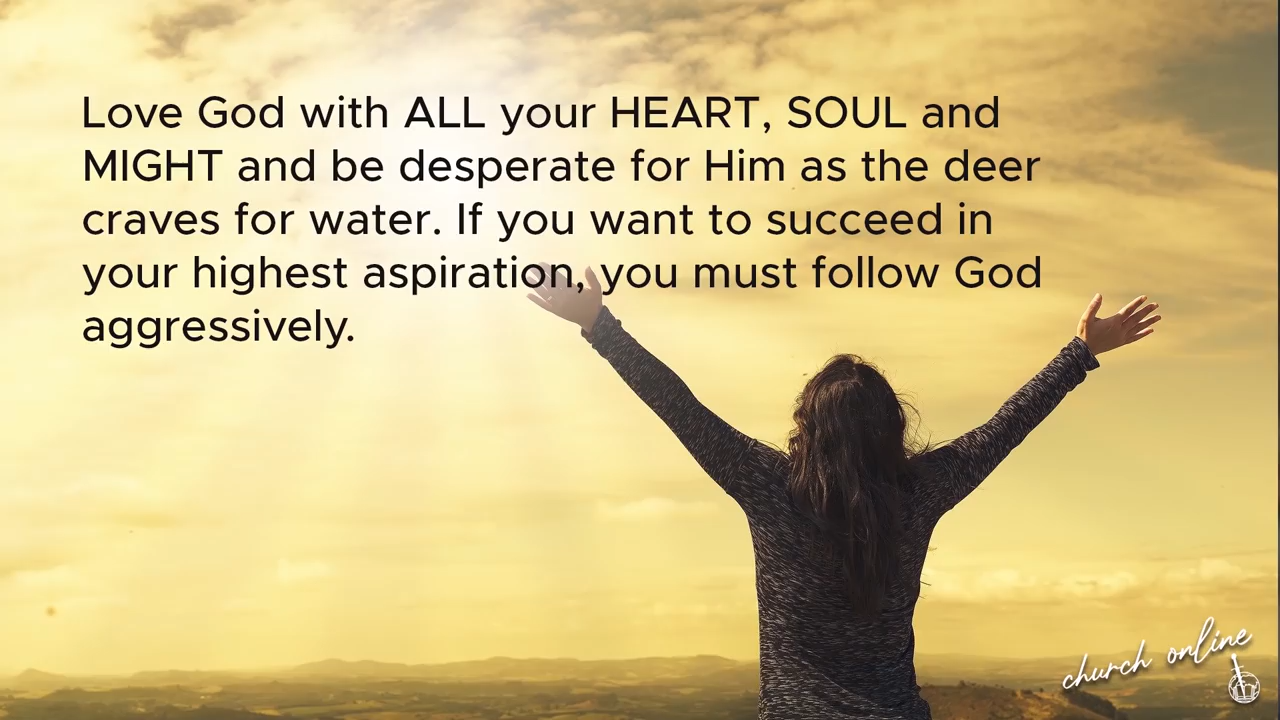 Love God with ALL your HEART, SOUL and
MIGHT and be desperate for Him as the deer
craves for water. If you want to succeed in
your highest aspiration, you must follow God
aggressively.
church online